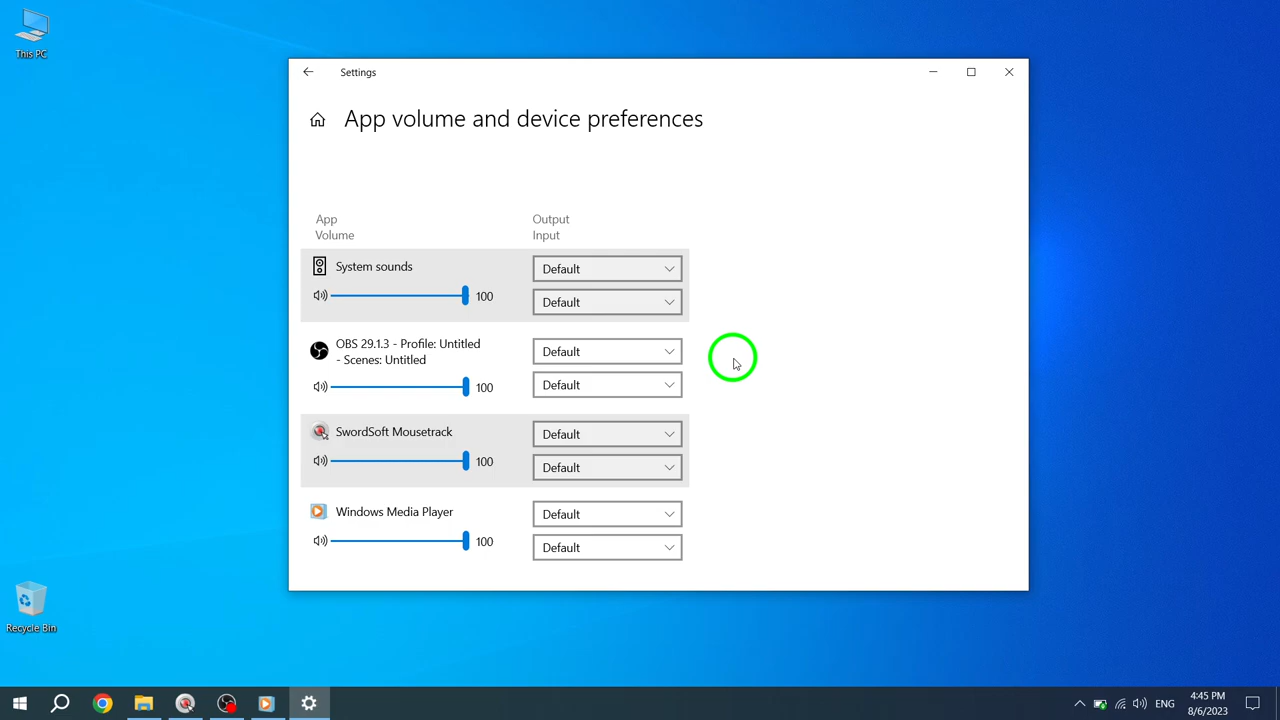 This PC
Settings
App volume and device preferences
App
Volume
Output
Input
System sounds
100
Default
Default
OBS 29.1.3 - Profile: Untitled
- Scenes: Untitled
100
Default
Default
SwordSoft Mousetrack
100
Default
Default
Windows Media Player
100
Default
Default
Recycle Bin
ENG
4:45 PM
8/6/2023